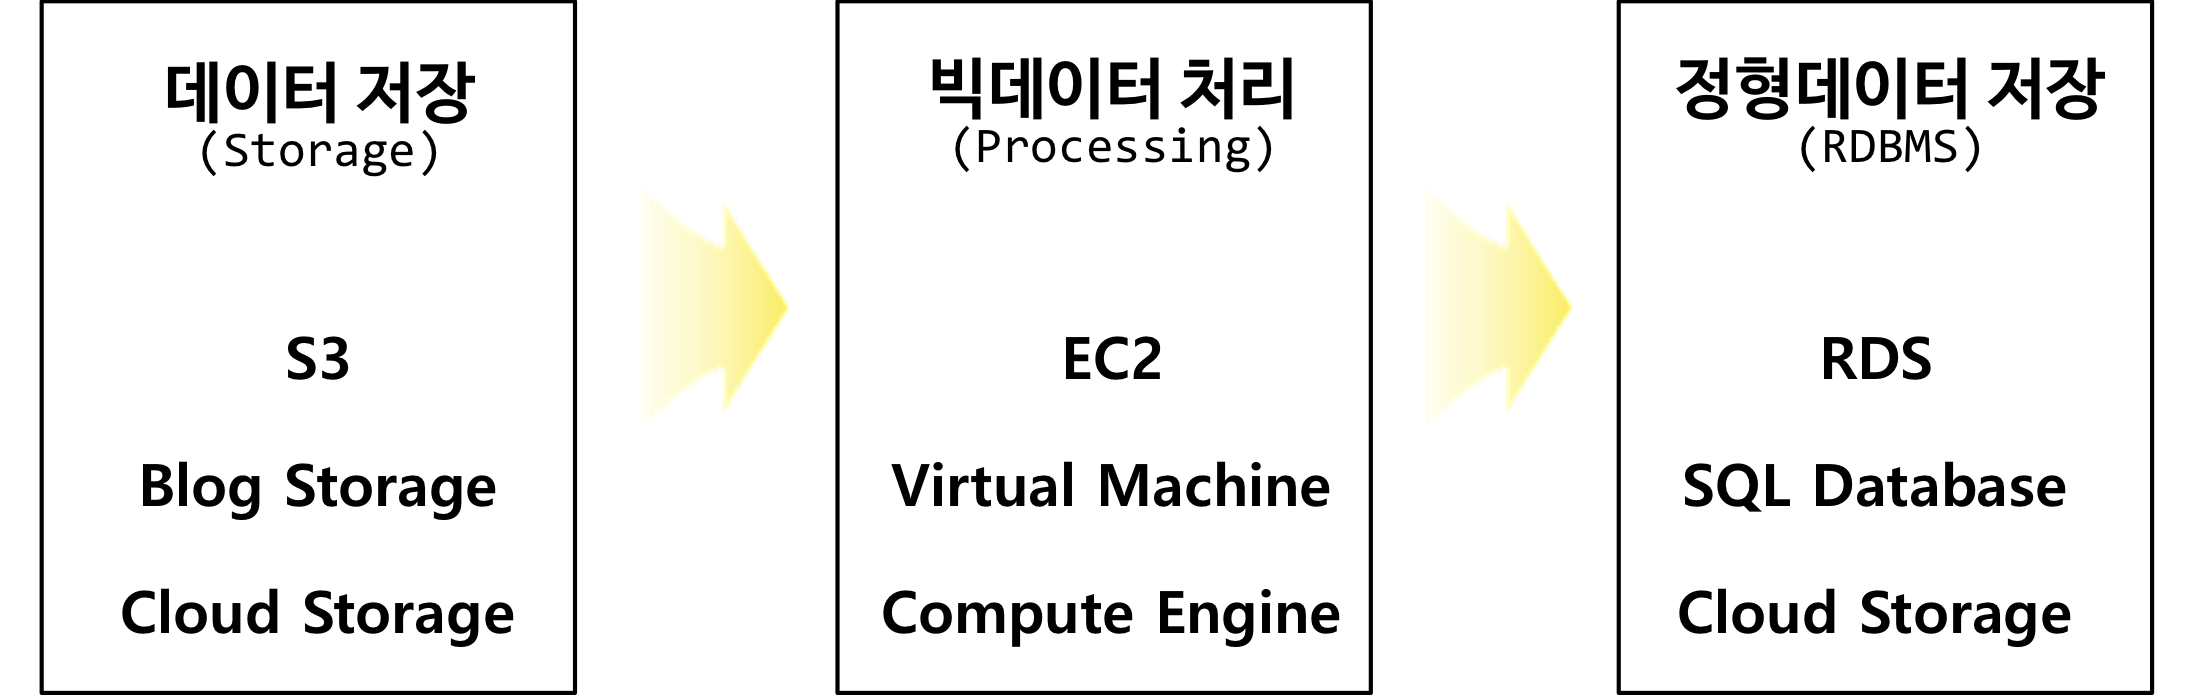 데이터 저장
(Storage)
S3
Blog Storage
Cloud Storage
빅데이터 처리
(Processing)
EC2
Virtual Machine
Compute Engine
정형데이터 저장
(RDBMS)
RDS
SQL Database
Cloud Storage